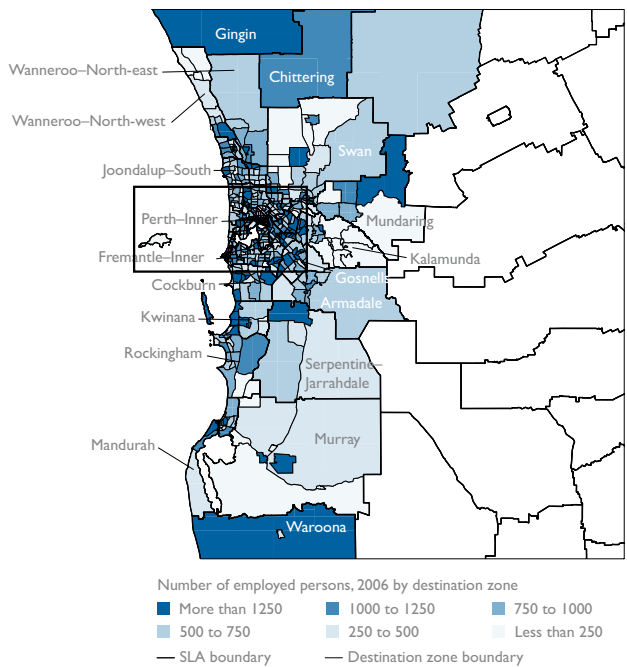 Gingin
Wanneroo–North-east
Chittering
Wanneroo–North-west
Swan
Joondalup–South
Perth–Inner
Mundaring
Fremantle–Inner
Kalamunda
Gosnells
Cockburn
Armadale
Kwinana
Rockingham
Serpentine–
Jarrahdale
Murray
Mandurah
Waroona
Number of employed persons, 2006 by destination zone
More than 1250
1000 to 1250
750 to 1000
500 to 750
250 to 500
Less than 250
SLA boundary
Destination zone boundary